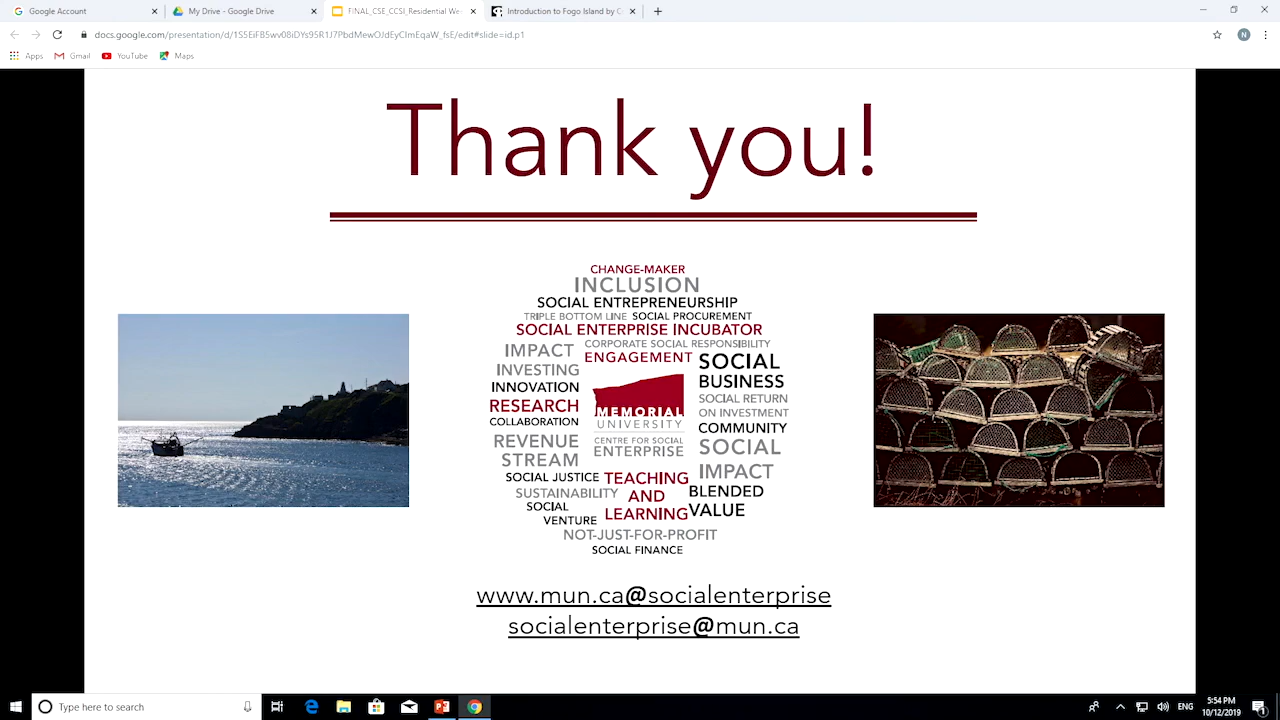 Google Account
My Drive - Google Drive
FINAL_CSE_CCSI_Residential We
Introduction to Fogo Island by C
docs.google.com/presentation/d/1S5EiFB5wv08iDYs95R1J7PbdMewOJdEyClmEqaW_fsE/edit#slide=id.p1
N
Apps
Gmail
YouTube
Maps
Thank you!
CHANGE-MAKER
INCLUSION
SOCIAL ENTREPRENEURSHIP
TRIPLE BOTTOM LINE SOCIAL PROCUREMENT
SOCIAL ENTERPRISE INCUBATOR
CORPORATE SOCIAL RESPONSIBILITY
IMPACT
INVESTING
ENGAGEMENT
INNOVATION
RESEARCH
COLLABORATION
REVENUE
STREAM
SOCIAL JUSTICE
SUSTAINABILITY
SOCIAL
VENTURE
MEMORIAL
UNIVERSITY
CENTRE FOR SOCIAL
ENTERPRISE
TEACHING
AND
LEARNING
SOCIAL
BUSINESS
SOCIAL RETURN
ON INVESTMENT
COMMUNITY
SOCIAL
IMPACT
BLENDED
VALUE
NOT-JUST-FOR-PROFIT
SOCIAL FINANCE
www.mun.ca@socialenterprise
socialenterprise@mun.ca
Type here to search
ENG
5:54 PM
10/12/2019